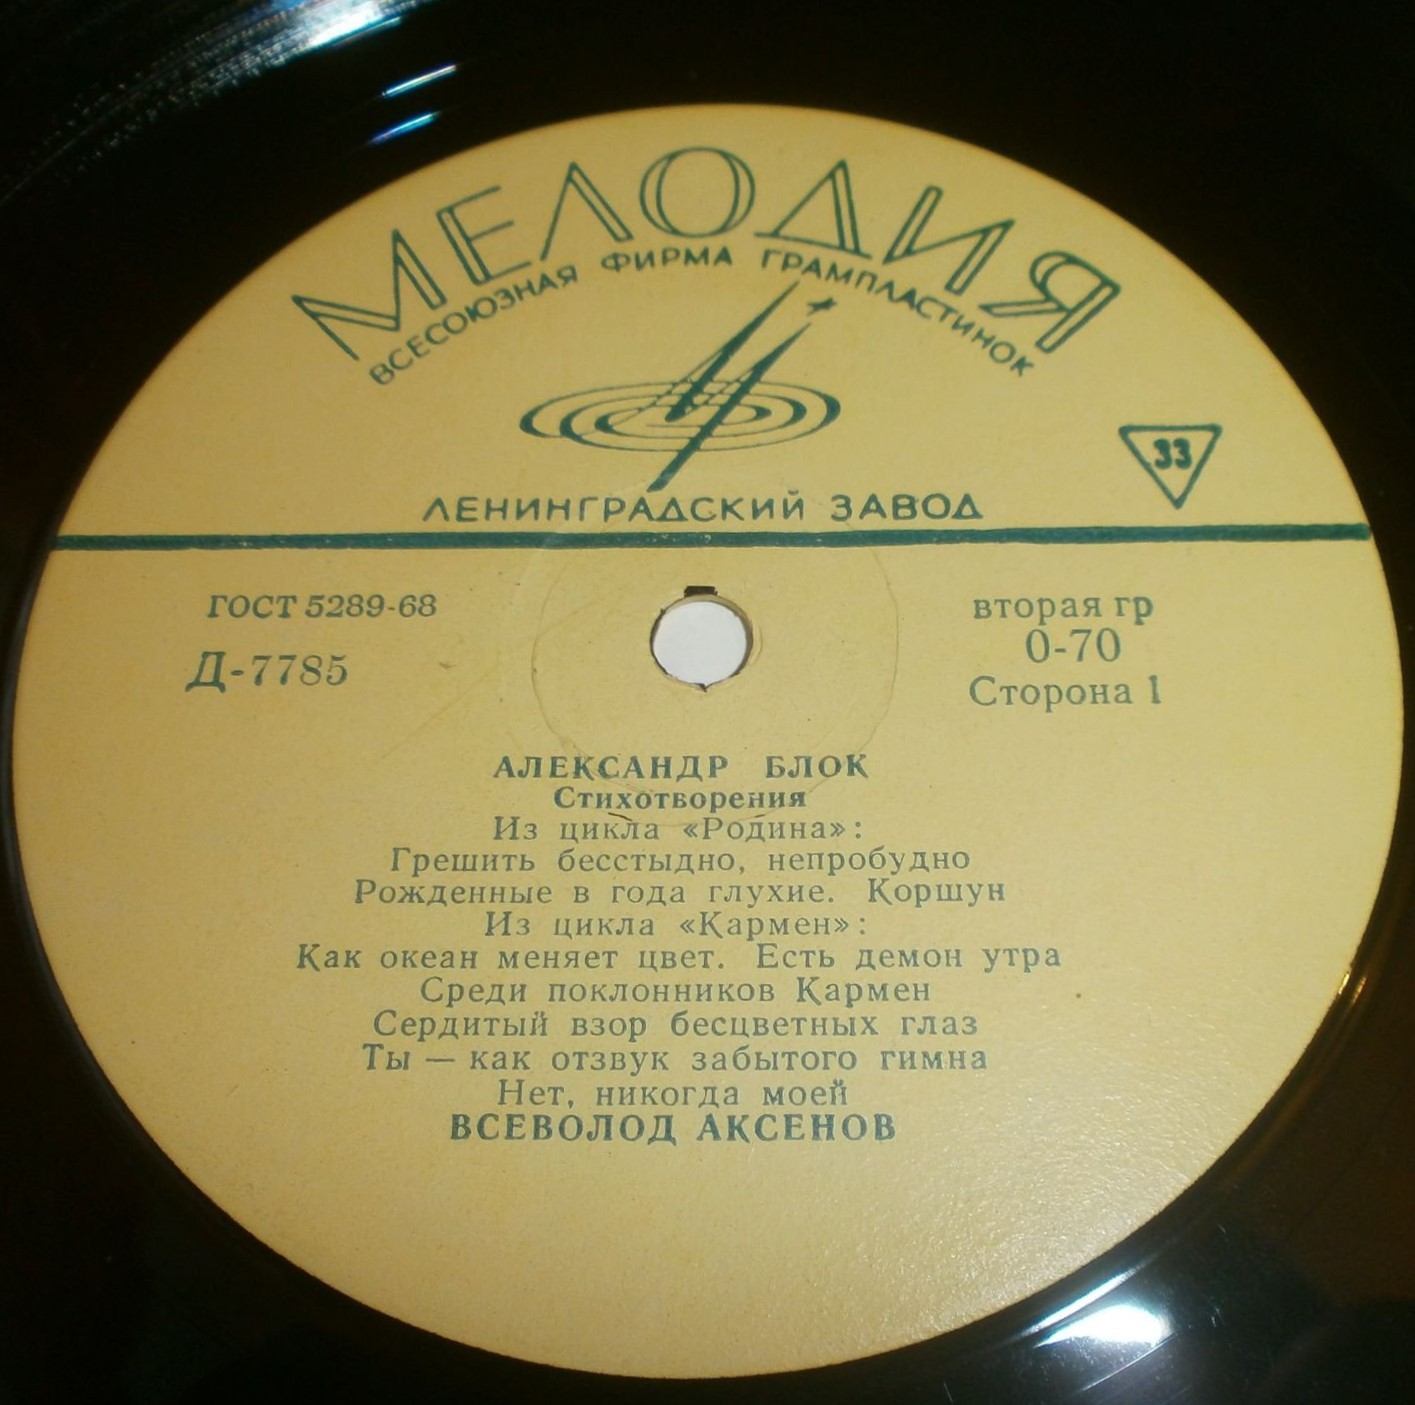 МЕЛОДИЯ
ВСЕСОЮЗНАЯ ФИРМА ГРАМПЛАСТИНОК
33
ЛЕНИНГРАДСКИЙ ЗАВОД
ГОСТ 5289-68
Д-7785
вторая гр
0-70
Сторона 1
АЛЕКСАНДР БЛОК
Стихотворения
Из цикла «Родина»:
Грешить бесстыдно, непробудно
Рожденные в года глухие. Коршун
Из цикла «Кармен»:
Как океан меняет цвет. Есть демон утра
Среди поклонников Кармен
Сердитый взор бесцветных глаз
Ты — как отзвук забытого гимна
Нет, никогда моей
ВСЕВОЛОД АКСЕНОВ